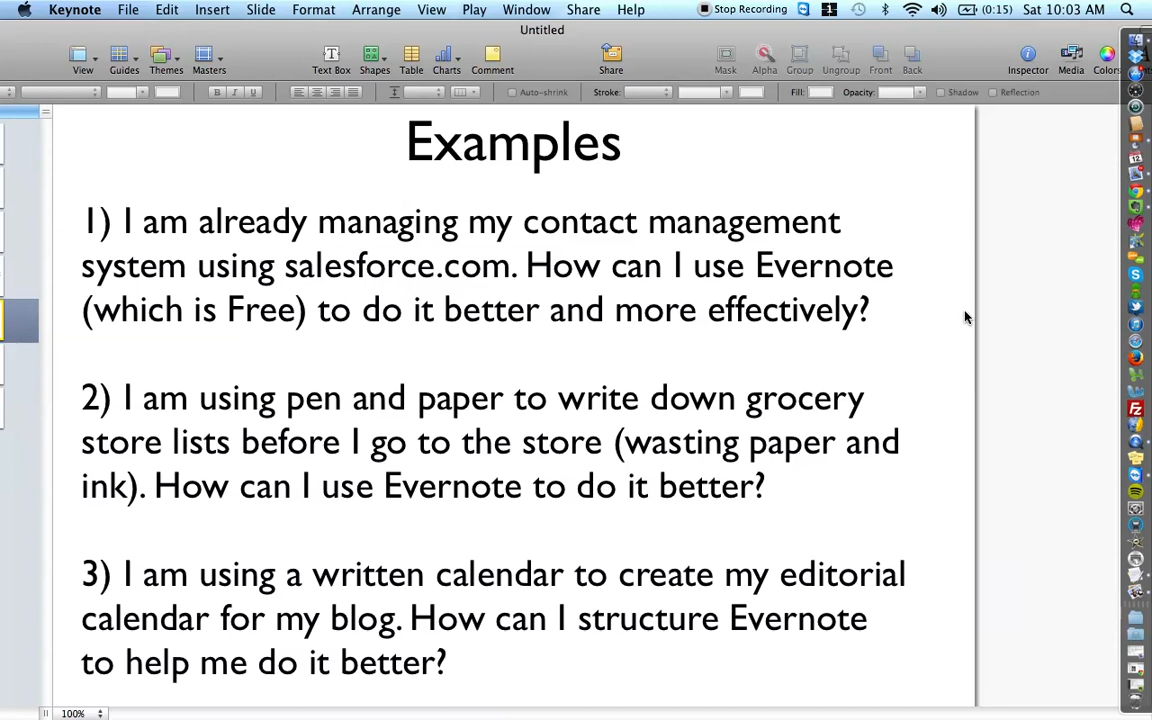 Keynote File Edit Insert Slide Format Arrange View Play Window Share Help Stop Recording 1 (0:15) Sat 10:03 AM
Untitled
View Guides Themes Masters Text Box Shapes Table Charts Comment Share Mask Alpha Group Ungroup Front Back Inspector Media Colors
B I U Auto-shrink Stroke: Fill: Opacity: Shadow Reflection
Examples
1) I am already managing my contact management
system using salesforce.com. How can I use Evernote
(which is Free) to do it better and more effectively?
2) I am using pen and paper to write down grocery
store lists before I go to the store (wasting paper and
ink). How can I use Evernote to do it better?
3) I am using a written calendar to create my editorial
calendar for my blog. How can I structure Evernote
to help me do it better?
100%